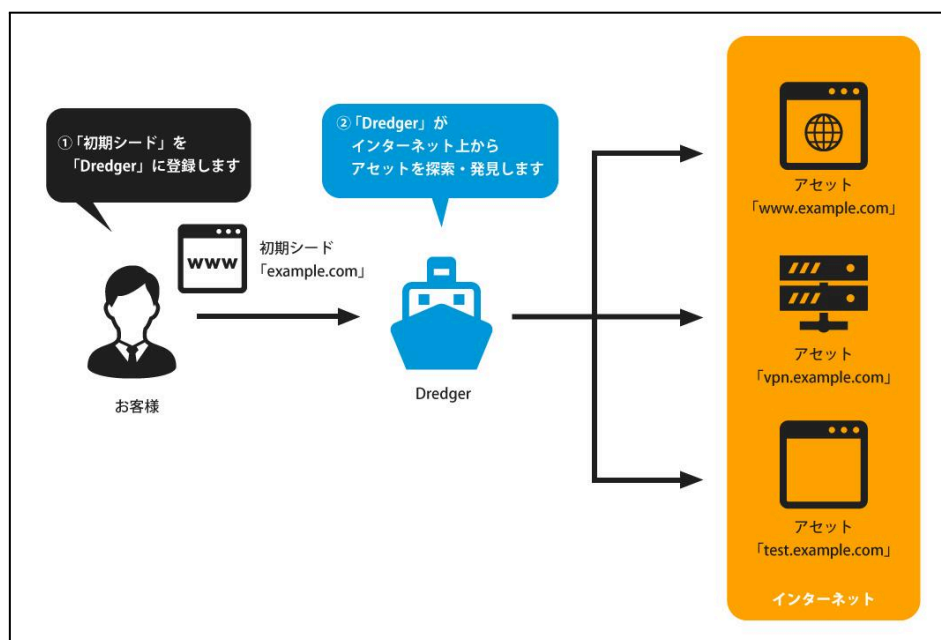 ①「初期シード」を
「Dredger」に登録します
②「Dredger」が
インターネット上から
アセットを探索・発見します
www
初期シード
「example.com」
お客様
Dredger
アセット
「www.example.com」
アセット
「vpn.example.com」
アセット
「test.example.com」
インターネット